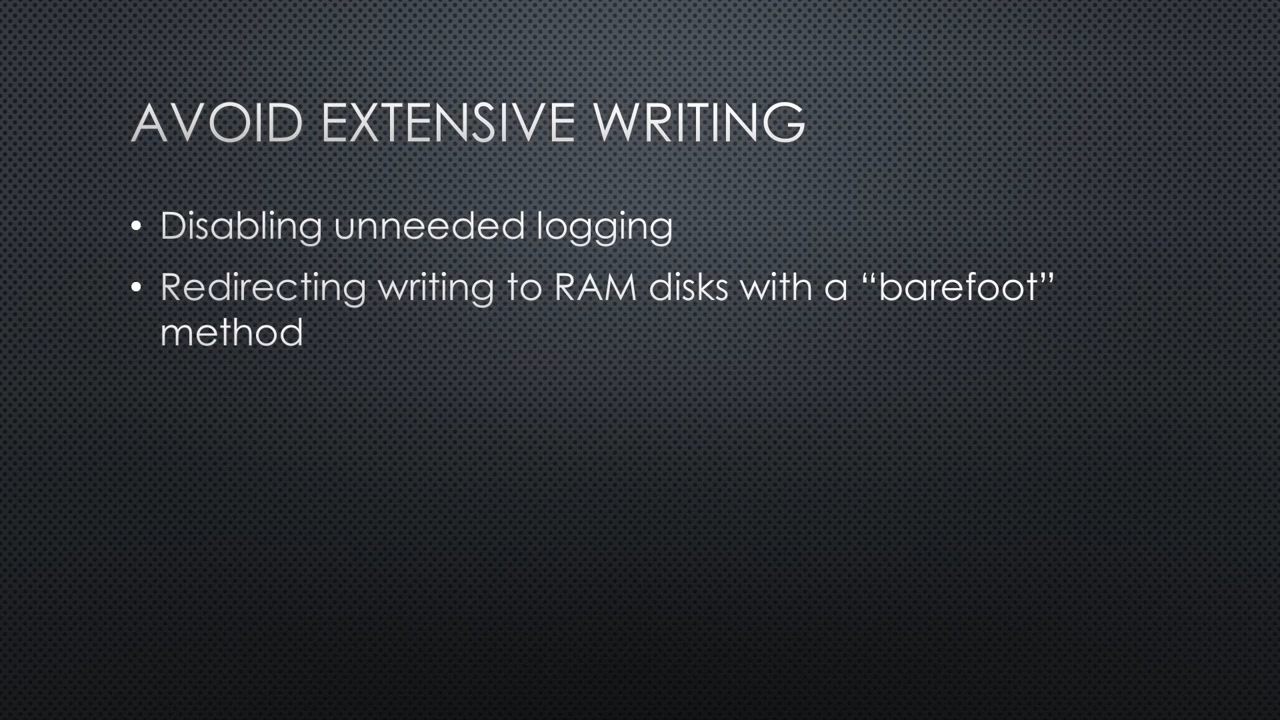 AVOID EXTENSIVE WRITING
• Disabling unneeded logging
• Redirecting writing to RAM disks with a “barefoot”
method